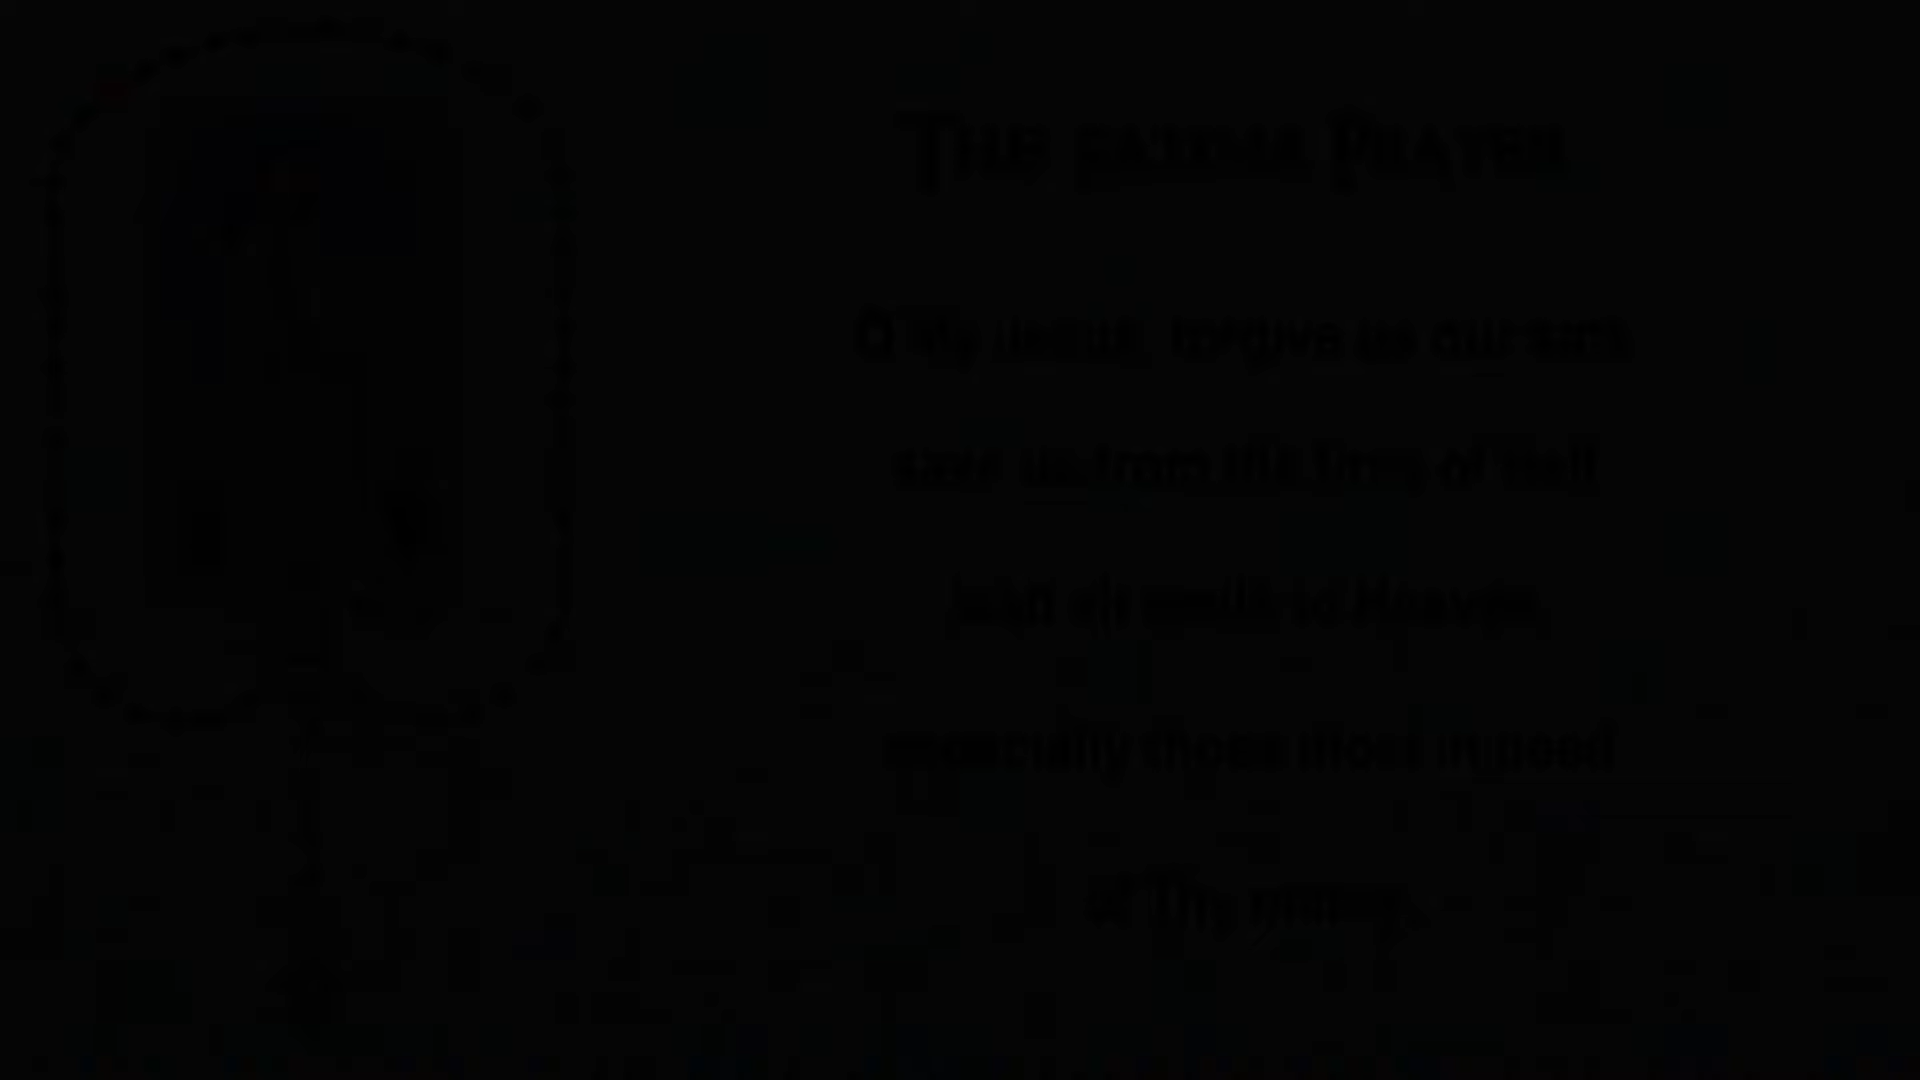 THE FATIMA PRAYER
O my Jesus, forgive us our sins
save us from the fires of Hell
lead all souls to Heaven,
especially those most in need
of Thy mercy.